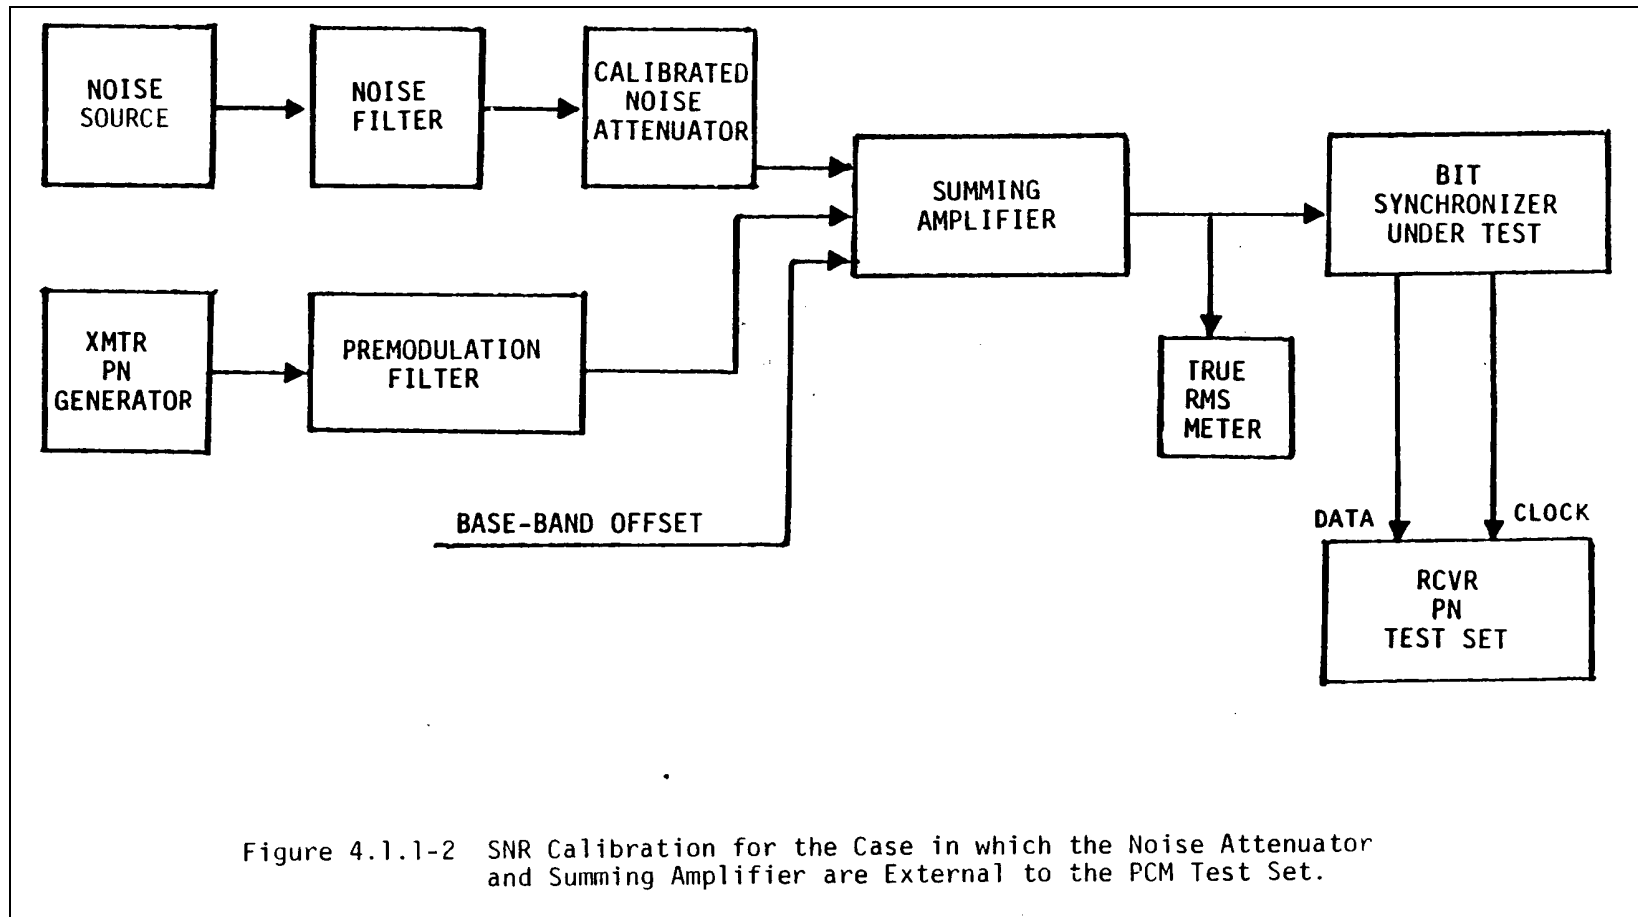 NOISE
SOURCE
NOISE
FILTER
CALIBRATED
NOISE
ATTENUATOR
SUMMING
AMPLIFIER
BIT
SYNCHRONIZER
UNDER TEST
XMTR
PN
GENERATOR
PREMODULATION
FILTER
TRUE
RMS
METER
BASE-BAND OFFSET
DATA
CLOCK
RCVR
PN
TEST SET
Figure 4.1.1-2 SNR Calibration for the Case in which the Noise Attenuator
and Summing Amplifier are External to the PCM Test Set.